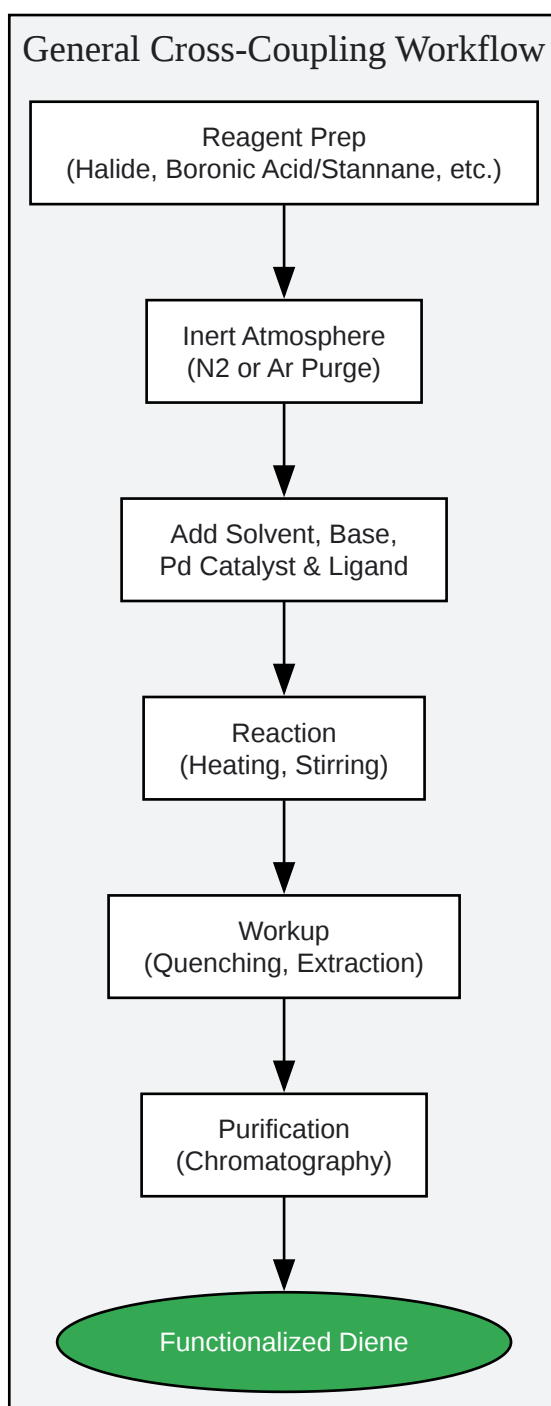 General Cross-Coupling Workflow
Reagent Prep
(Halide, Boronic Acid/Stannane, etc.)
Inert Atmosphere
(N2 or Ar Purge)
Add Solvent, Base,
Pd Catalyst & Ligand
Reaction
(Heating, Stirring)
Workup
(Quenching, Extraction)
Purification
(Chromatography)
Functionalized Diene